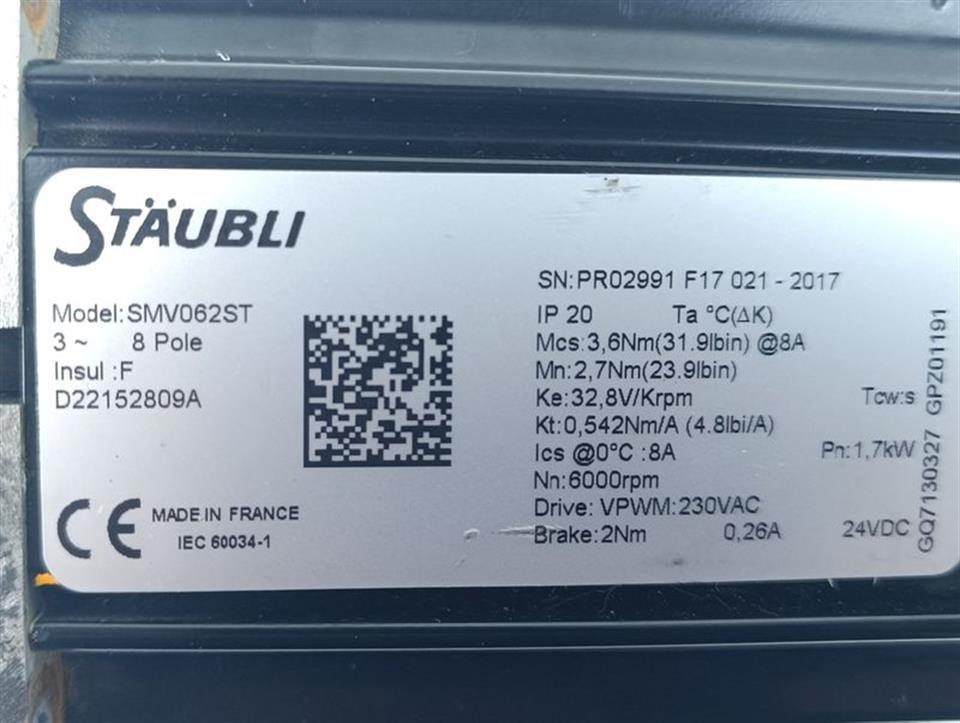 STÄUBLI
Model:SMV062ST
3 ~ 8 Pole
Insul :F
D22152809A
CE
MADE IN FRANCE
IEC 60034-1
SN:PR02991 F17 021 - 2017
IP 20 Ta °C(ΔK)
Mcs:3,6Nm(31.9lbin) @8A
Mn:2,7Nm(23.9lbin)
Ke:32,8V/Krpm Tcw:s
Kt:0,542Nm/A (4.8lbi/A)
Ics @0°C :8A Pn:1,7kW
Nn:6000rpm
Drive: VPWM:230VAC
Brake:2Nm 0,26A 24VDC
GQ7130327 GPZ01191